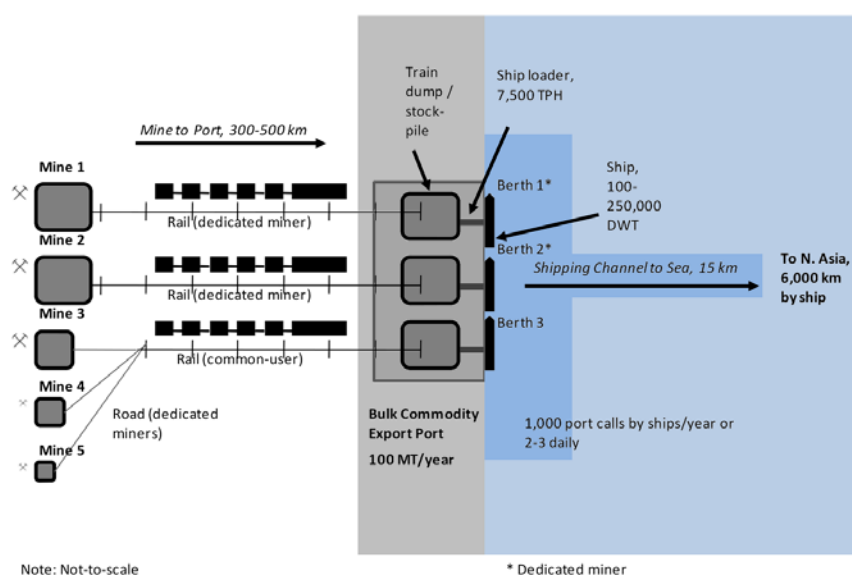 Train
dump /
stock-
pile
Ship loader,
7,500 TPH
Mine to Port, 300-500 km
Mine 1
Rail (dedicated miner)
Berth 1*
Ship,
100-
250,000
DWT
Mine 2
Rail (dedicated miner)
Berth 2*
Shipping Channel to Sea, 15 km
To N. Asia,
6,000 km
by ship
Mine 3
Rail (common-user)
Berth 3
Mine 4
Road (dedicated
miners)
Mine 5
Bulk Commodity
Export Port
100 MT/year
1,000 port calls by ships/year or
2-3 daily
Note: Not-to-scale
* Dedicated miner